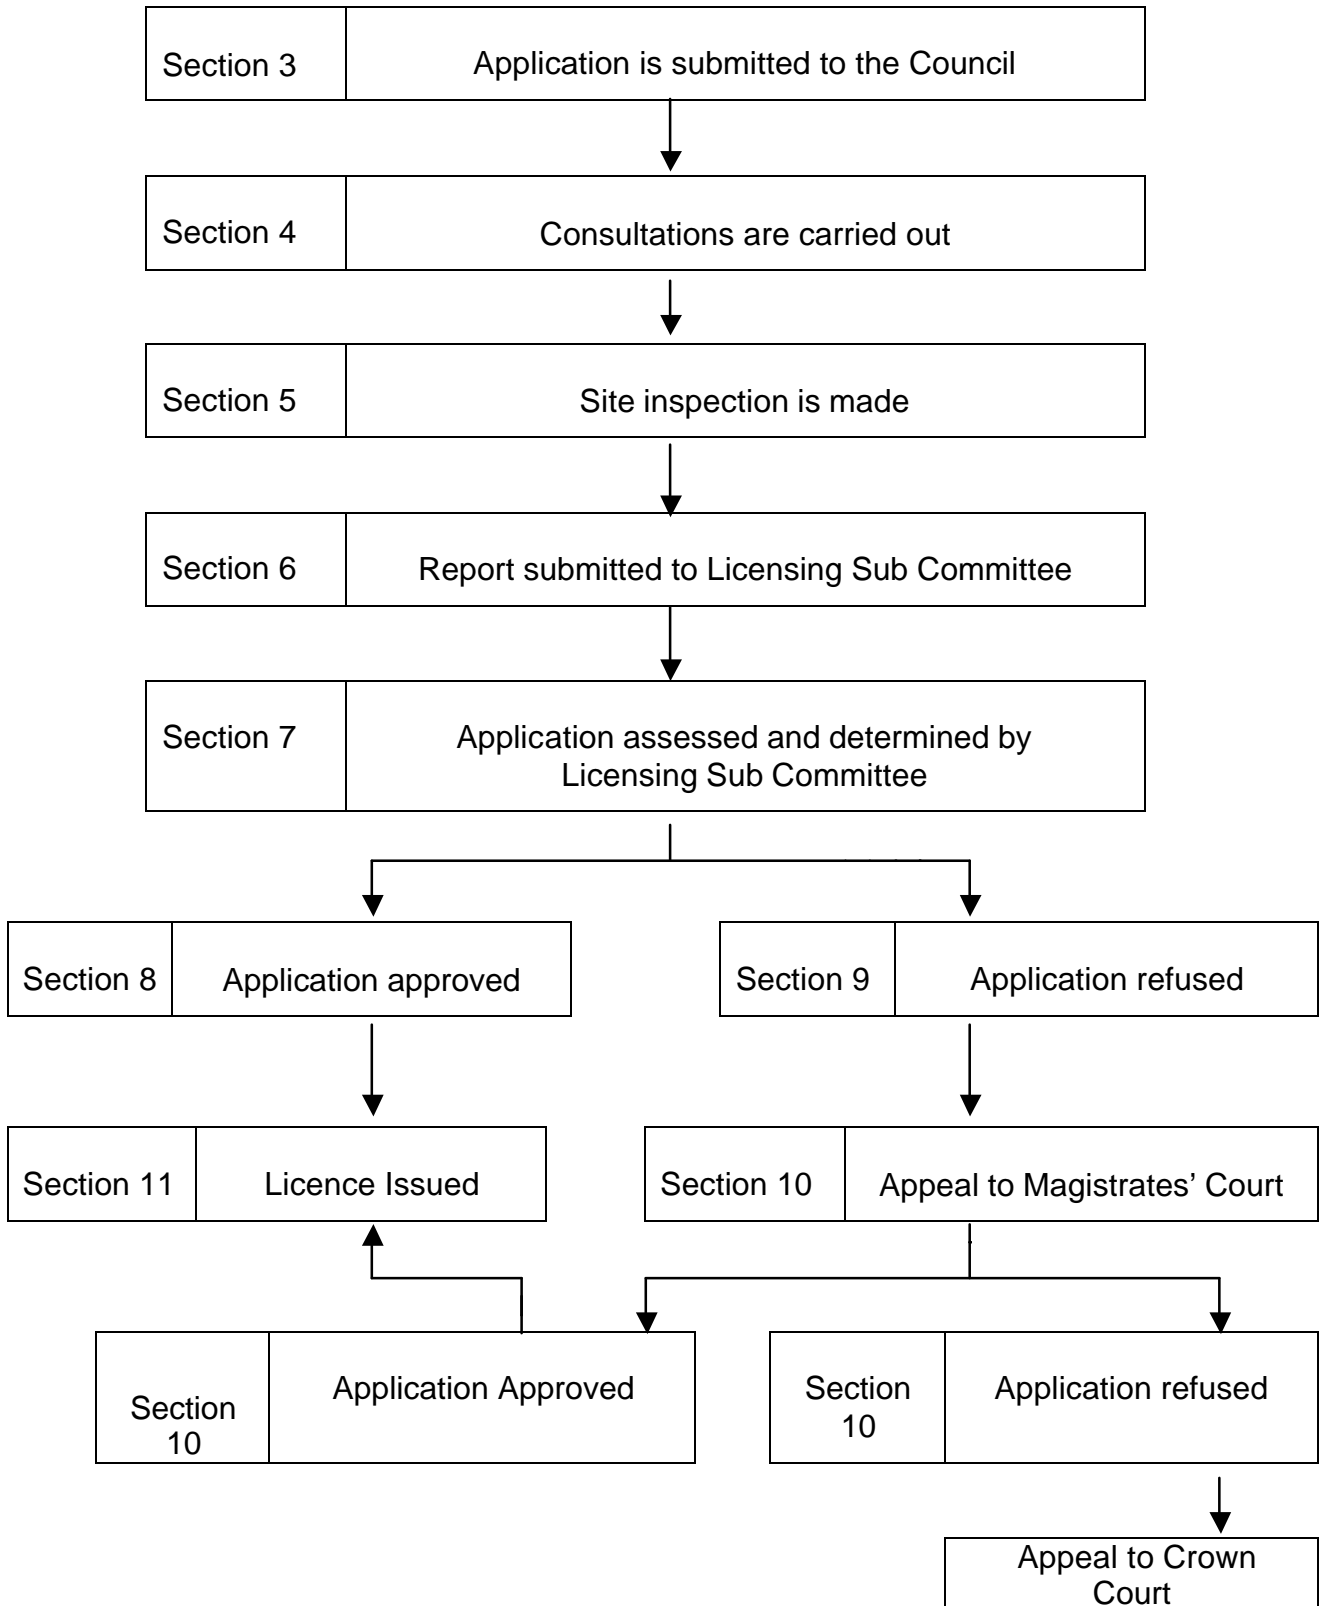 Section 3
Application is submitted to the Council
Section 4
Consultations are carried out
Section 5
Site inspection is made
Section 6
Report submitted to Licensing Sub Committee
Section 7
Application assessed and determined by
Licensing Sub Committee
Section 8
Application approved
Section 9
Application refused
Section 11
Licence Issued
Section 10
Appeal to Magistrates’ Court
Section
10
Application Approved
Section
10
Application refused
Appeal to Crown
Court